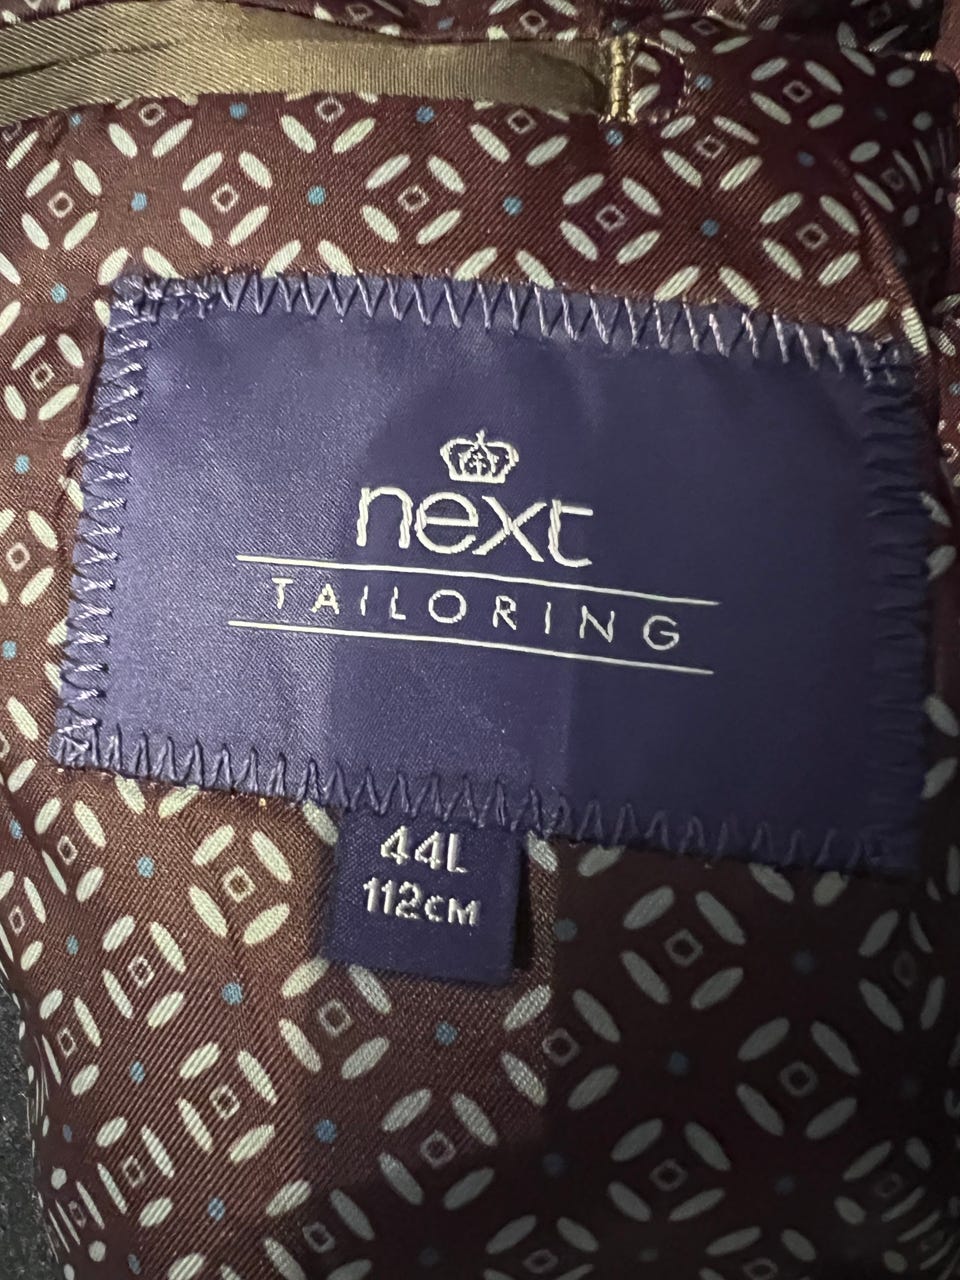 next
TAILORING
44L
112CM